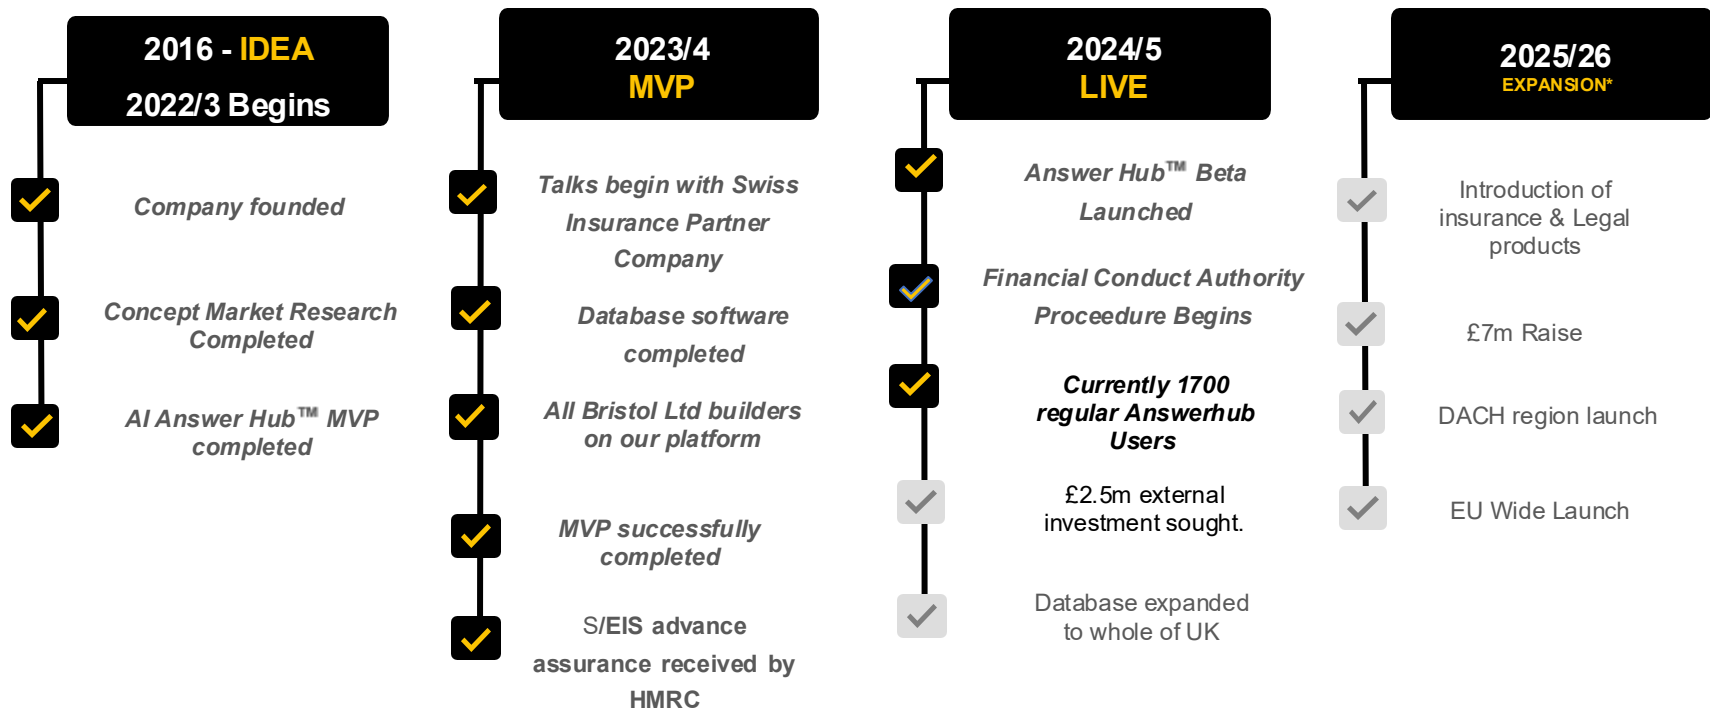 2016 - IDEA
2022/3 Begins
Company founded
Concept Market Research
Completed
AI Answer Hub™ MVP
completed
2023/4
MVP
Talks begin with Swiss
Insurance Partner
Company
Database software
completed
All Bristol Ltd builders
on our platform
MVP successfully
completed
S/EIS advance
assurance received by
HMRC
2024/5
LIVE
Answer Hub™ Beta
Launched
Financial Conduct Authority
Proceedure Begins
Currently 1700
regular Answerhub
Users
£2.5m external
investment sought.
Database expanded
to whole of UK
2025/26
EXPANSION*
Introduction of
insurance & Legal
products
£7m Raise
DACH region launch
EU Wide Launch